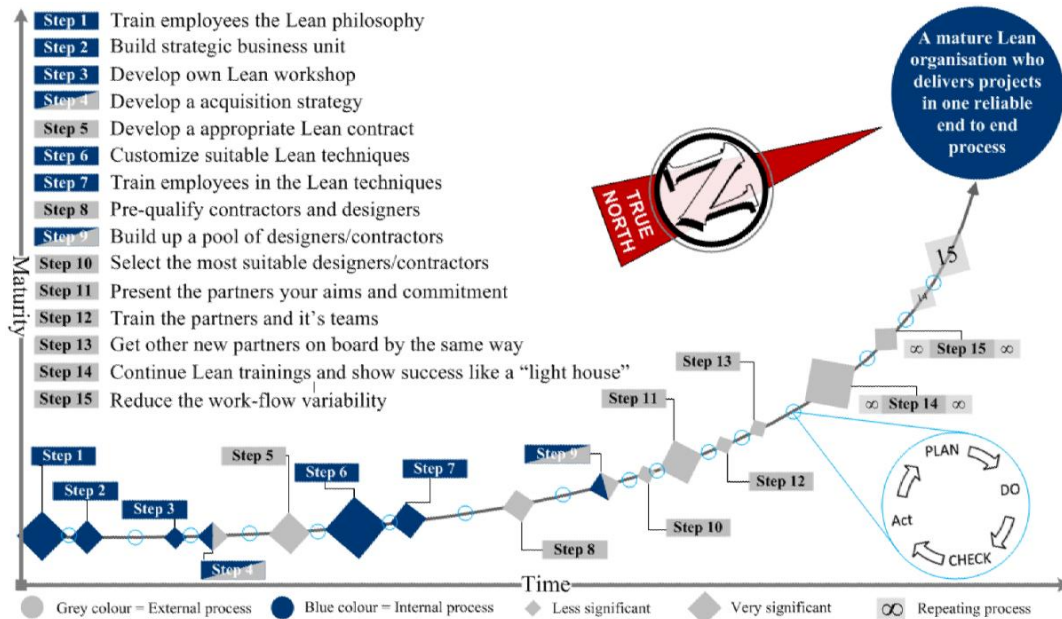 Step 1 Train employees the Lean philosophy
Step 2 Build strategic business unit
Step 3 Develop own Lean workshop
Step 4 Develop a acquisition strategy
Step 5 Develop a appropriate Lean contract
Step 6 Customize suitable Lean techniques
Step 7 Train employees in the Lean techniques
Step 8 Pre-qualify contractors and designers
Step 9 Build up a pool of designers/contractors
Step 10 Select the most suitable designers/contractors
Step 11 Present the partners your aims and commitment
Step 12 Train the partners and it's teams
Step 13 Get other new partners on board by the same way
Step 14 Continue Lean trainings and show success like a “light house”
Step 15 Reduce the work-flow variability
A mature Lean
organisation who
delivers projects
in one reliable
end to end
process
N
TRUE
NORTH
Maturity
15
14
∞ Step 15 ∞
Step 13
∞ Step 14 ∞
Step 11
Step 12
Step 9
Step 10
Step 5
Step 6
Step 7
Step 8
Step 1
Step 2
Step 3
Step 4
PLAN
DO
CHECK
Act
Time
Grey colour = External process
Blue colour = Internal process
Less significant
Very significant
∞ Repeating process